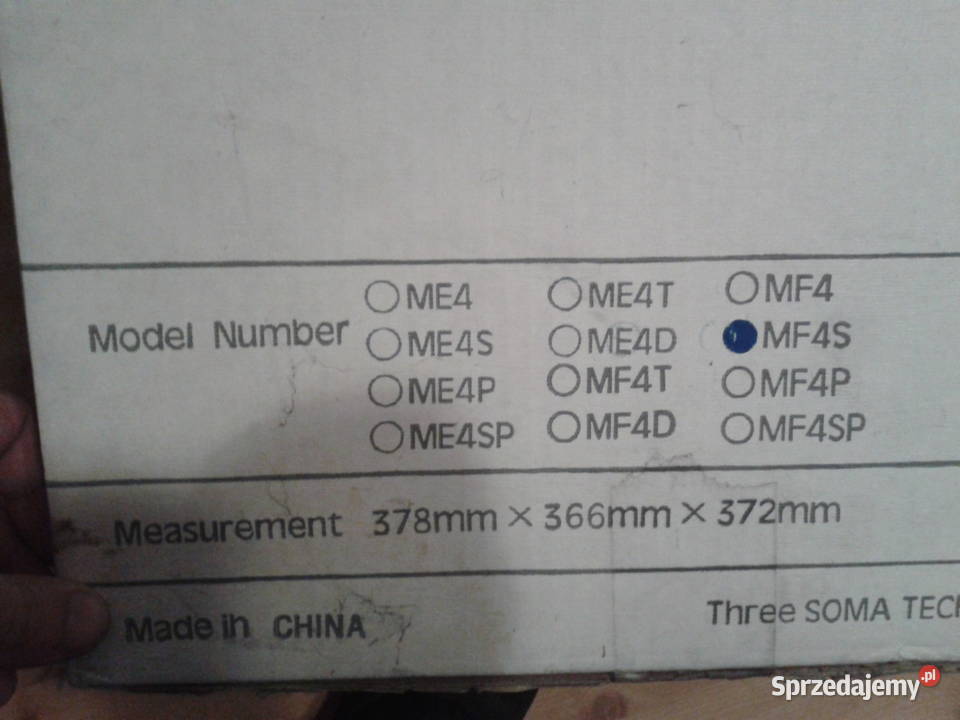 Model Number
ME4 ME4T MF4
ME4S ME4D MF4S
ME4P MF4T MF4P
ME4SP MF4D MF4SP
Measurement 378mm × 366mm × 372mm
Made in CHINA Three SOMA
Sprzedajemy.pl